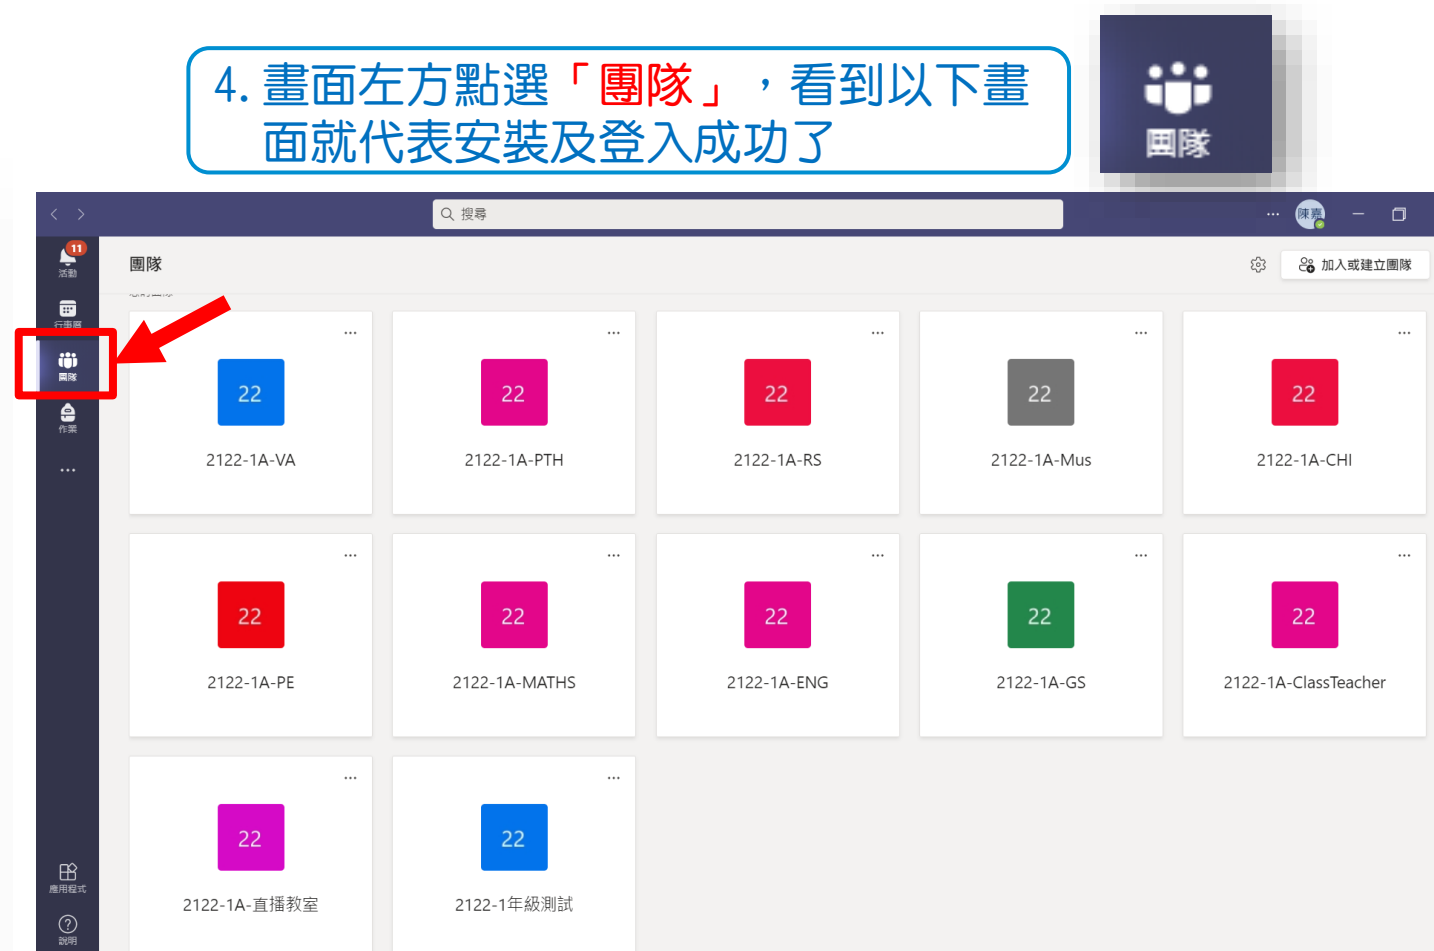 4. 畫面左方點選「團隊」，看到以下畫
面就代表安裝及登入成功了
團隊
搜尋
陳嘉
11
活動
團隊
加入或建立團隊
行事曆
團隊
作業
22
22
22
22
22
2122-1A-VA
2122-1A-PTH
2122-1A-RS
2122-1A-Mus
2122-1A-CHI
22
22
22
22
22
2122-1A-PE
2122-1A-MATHS
2122-1A-ENG
2122-1A-GS
2122-1A-ClassTeacher
22
22
2122-1A-直播教室
2122-1年級測試
應用程式
說明